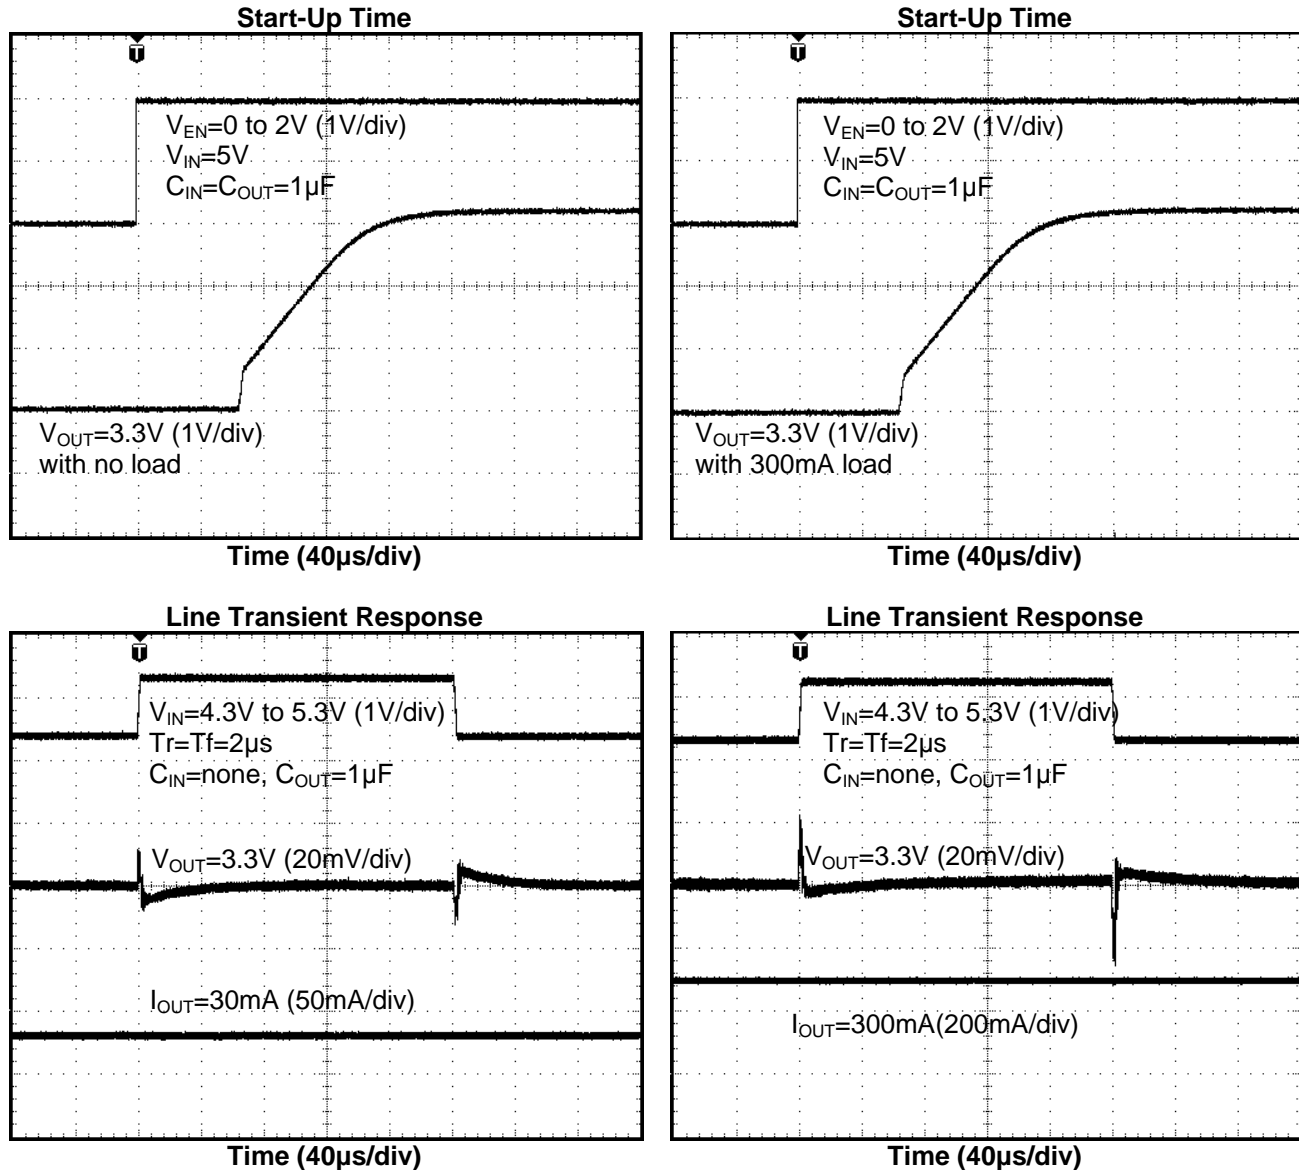 Start-Up Time
T
V_EN=0 to 2V (1V/div)
V_IN=5V
C_IN=C_OUT=1µF
V_OUT=3.3V (1V/div)
with no load
Time (40µs/div)
Start-Up Time
T
V_EN=0 to 2V (1V/div)
V_IN=5V
C_IN=C_OUT=1µF
V_OUT=3.3V (1V/div)
with 300mA load
Time (40µs/div)
Line Transient Response
T
V_IN=4.3V to 5.3V (1V/div)
Tr=Tf=2µs
C_IN=none, C_OUT=1µF
V_OUT=3.3V (20mV/div)
I_OUT=30mA (50mA/div)
Time (40µs/div)
Line Transient Response
T
V_IN=4.3V to 5.3V (1V/div)
Tr=Tf=2µs
C_IN=none, C_OUT=1µF
V_OUT=3.3V (20mV/div)
I_OUT=300mA(200mA/div)
Time (40µs/div)